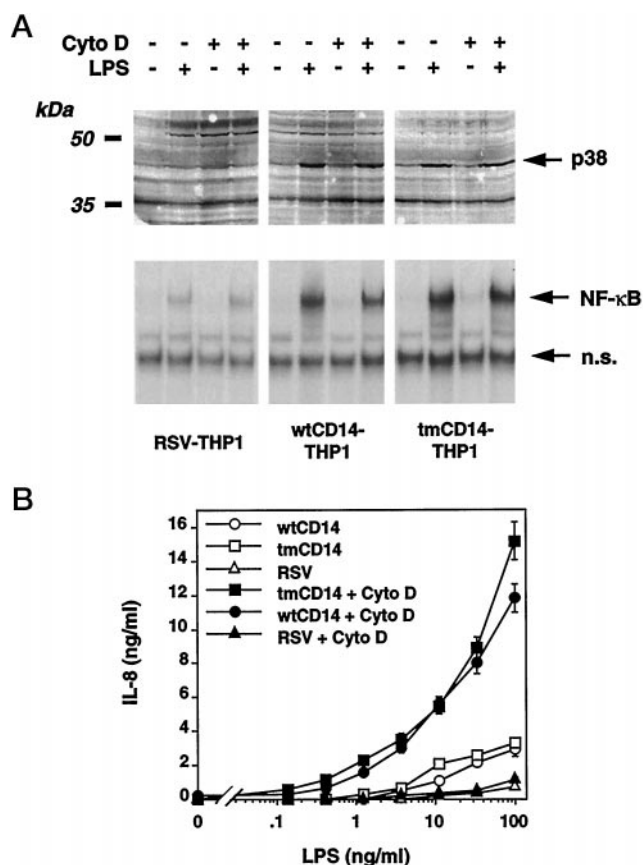 A
Cyto D - - + + - - + + - - + +
LPS - + - + - + - + - + - +
kDa
50
35
p38
NF-κB
n.s.
RSV-THP1
wtCD14-
THP1
tmCD14-
THP1
B
16
14
12
10
8
6
4
2
0
IL-8 (ng/ml)
wtCD14
tmCD14
RSV
tmCD14 + Cyto D
wtCD14 + Cyto D
RSV + Cyto D
0 .1 1 10 100
LPS (ng/ml)